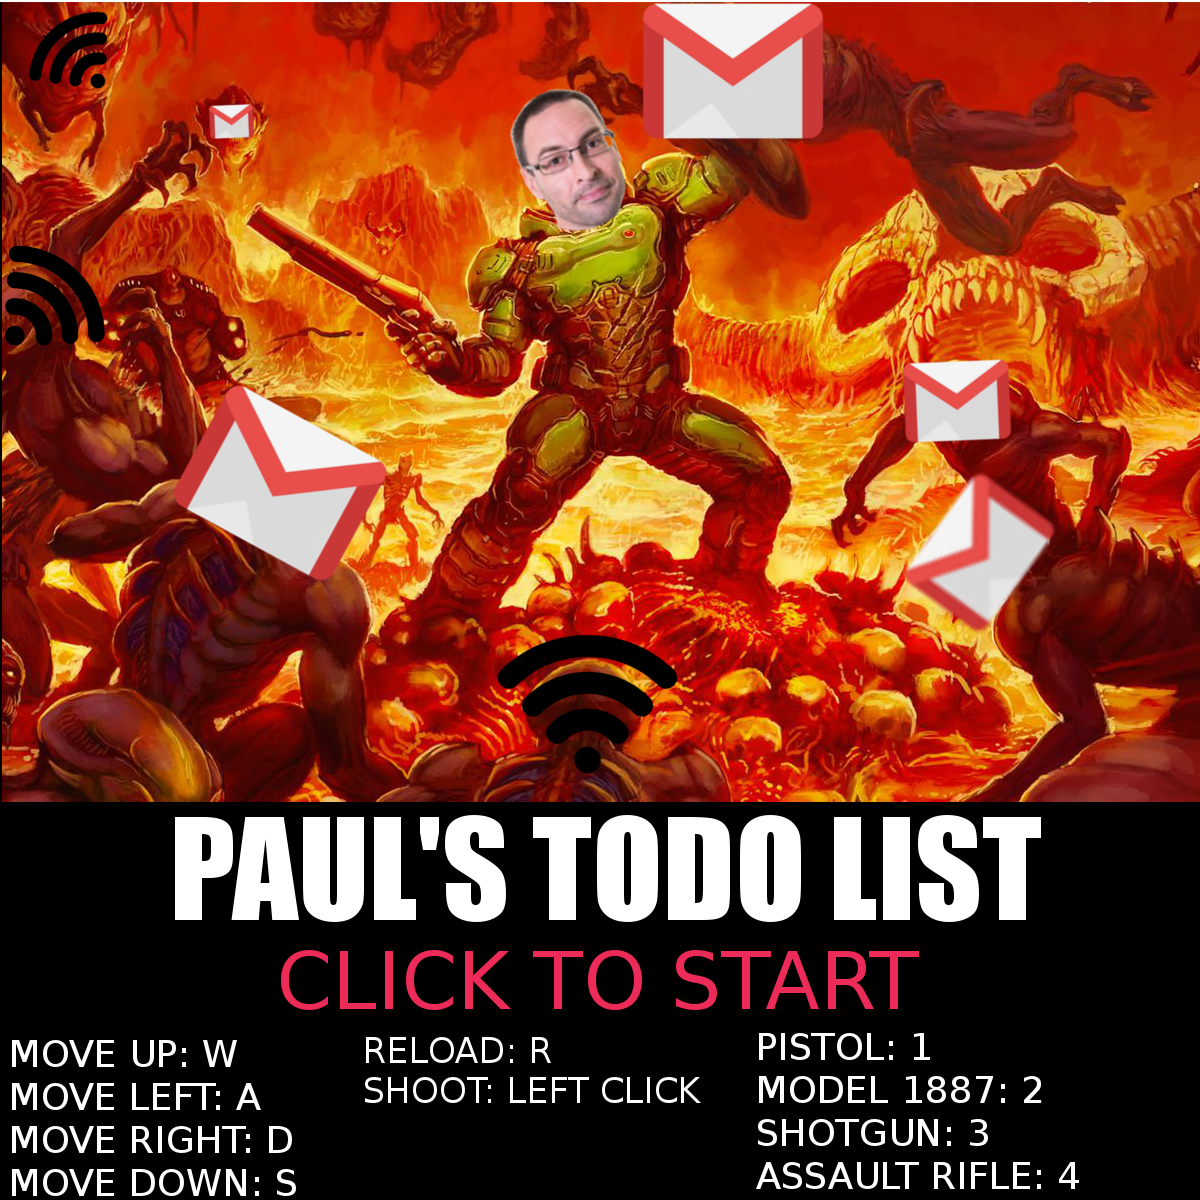 PAUL'S TODO LIST
CLICK TO START
MOVE UP: W
MOVE LEFT: A
MOVE RIGHT: D
MOVE DOWN: S
RELOAD: R
SHOOT: LEFT CLICK
PISTOL: 1
MODEL 1887: 2
SHOTGUN: 3
ASSAULT RIFLE: 4